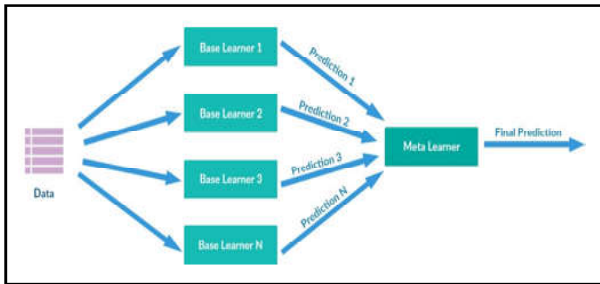 Data
Base Learner 1
Base Learner 2
Base Learner 3
Base Learner N
Prediction 1
Prediction 2
Prediction 3
Prediction N
Meta Learner
Final Prediction